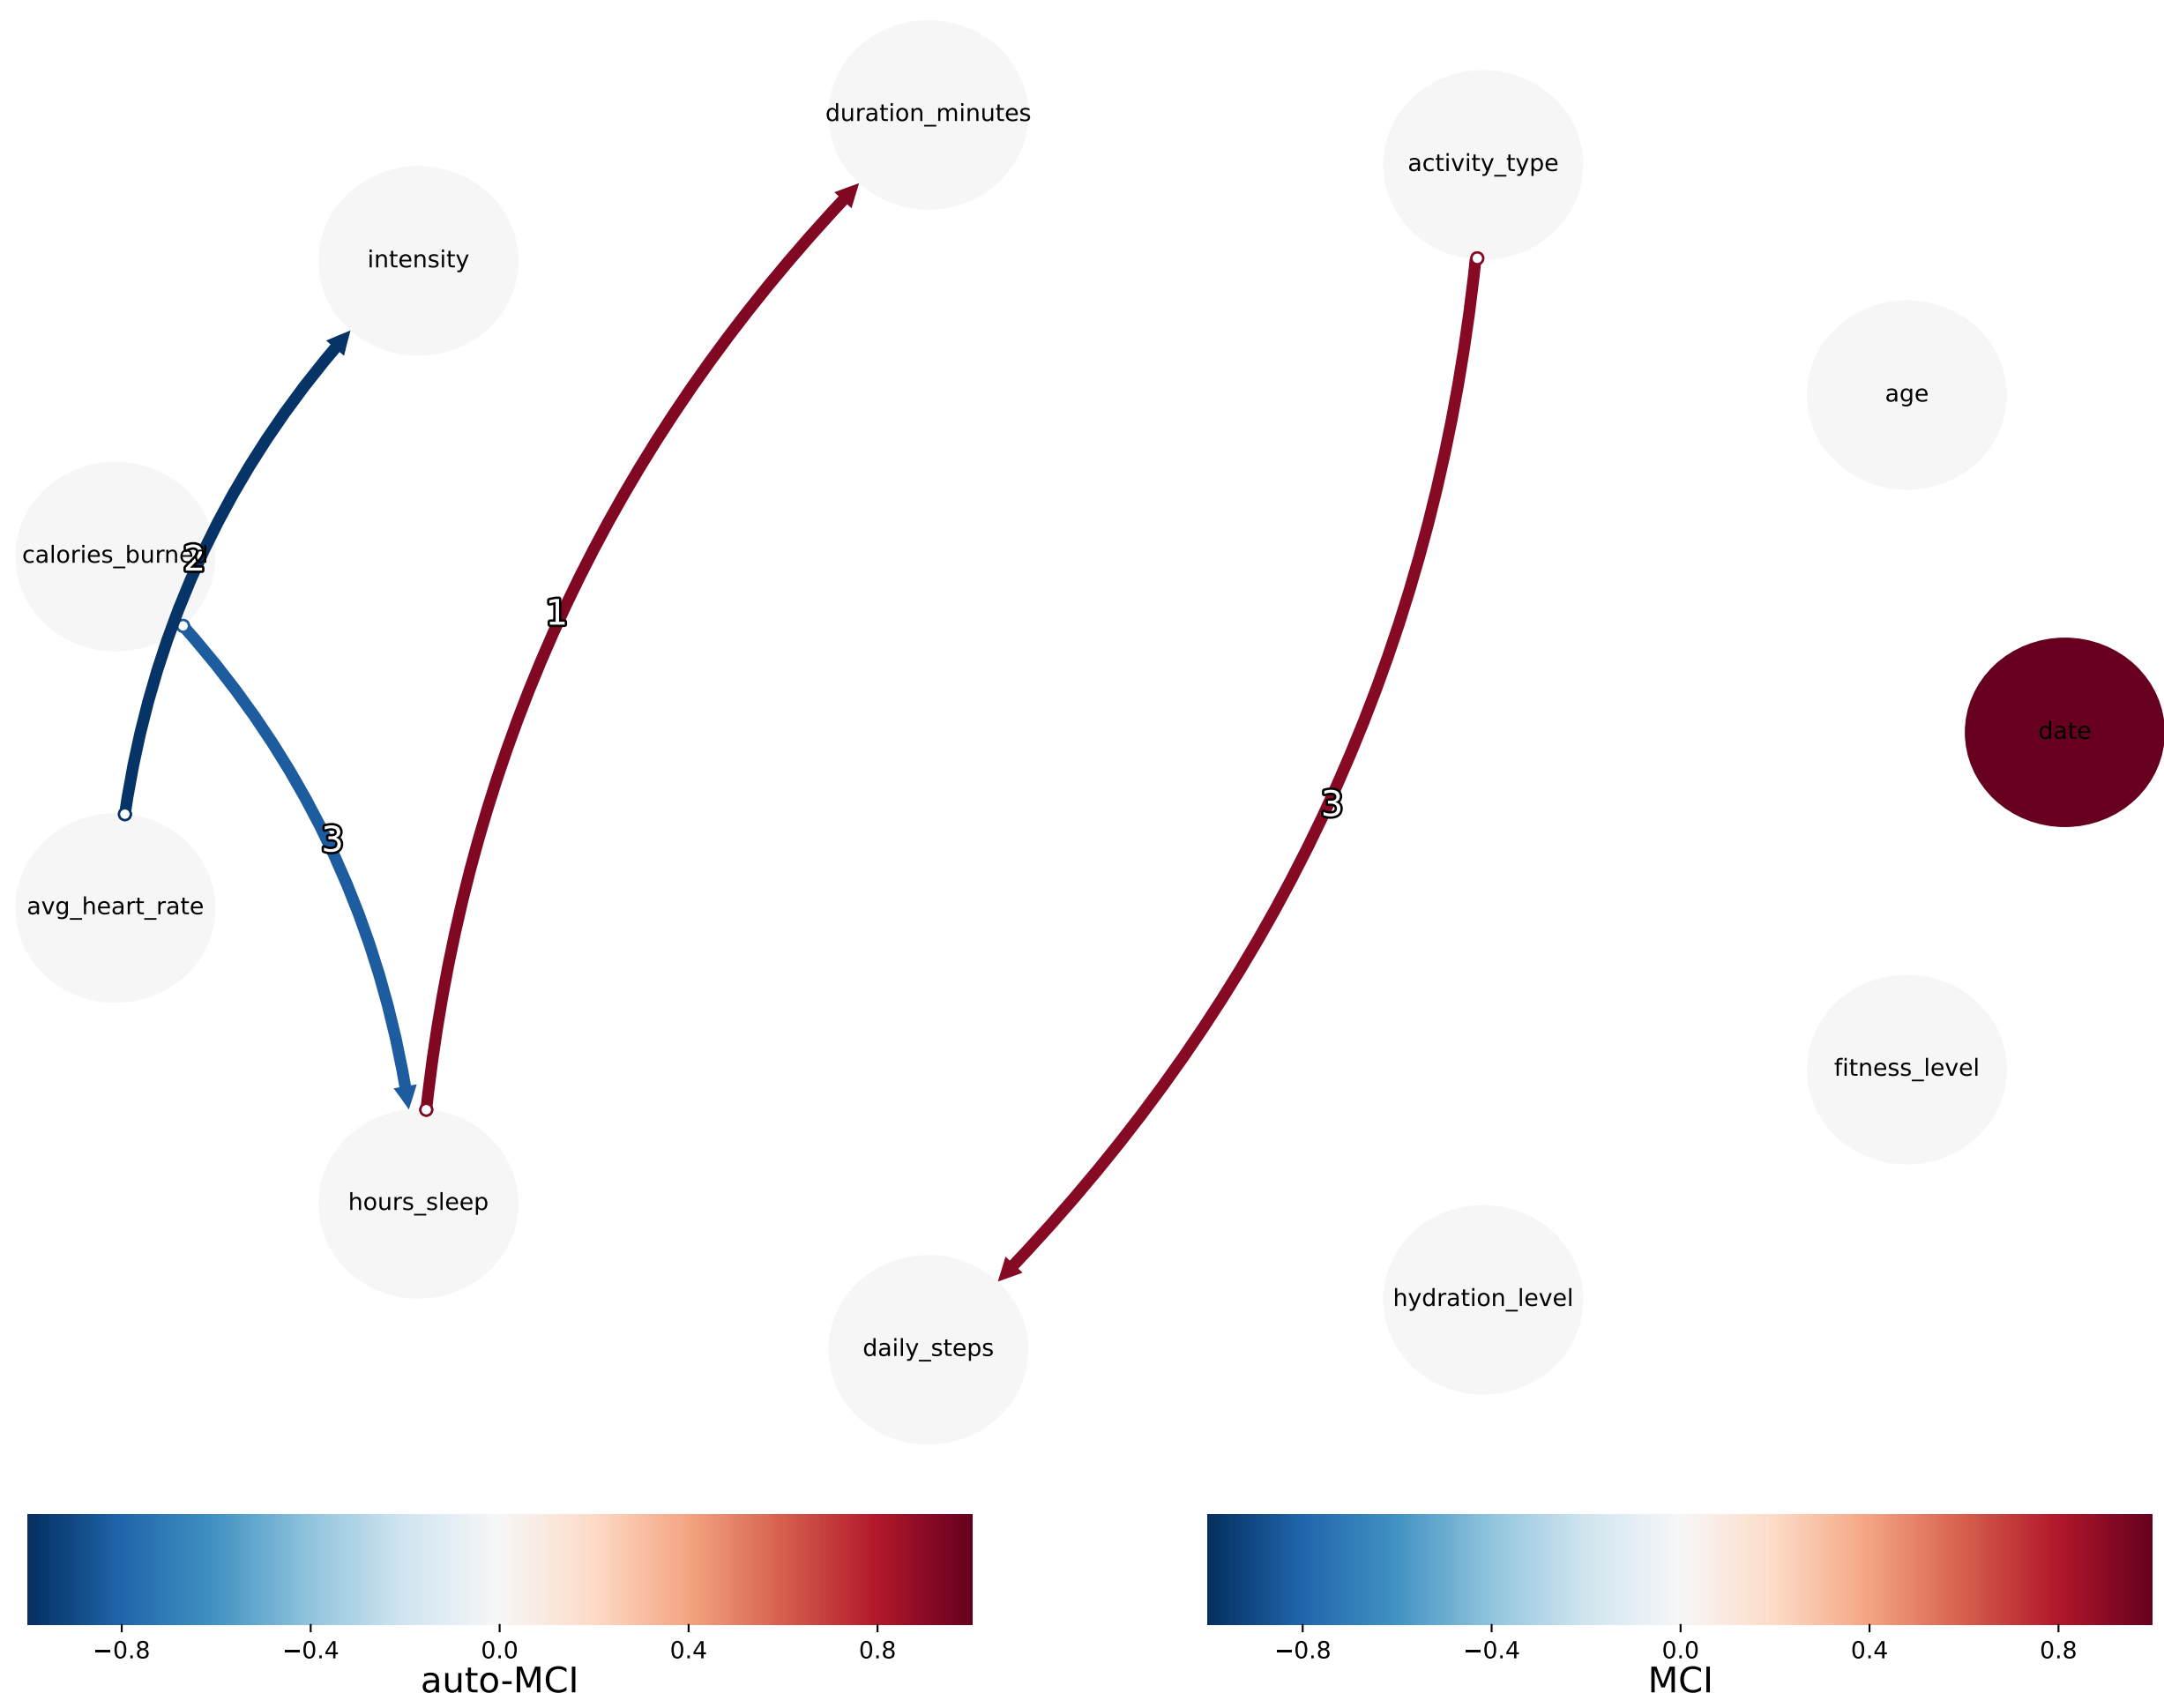 duration_minutes
activity_type
intensity
age
calories_burned
2
1
date
3
3
avg_heart_rate
fitness_level
hours_sleep
hydration_level
daily_steps
−0.8 −0.4 0.0 0.4 0.8
auto-MCI
−0.8 −0.4 0.0 0.4 0.8
MCI